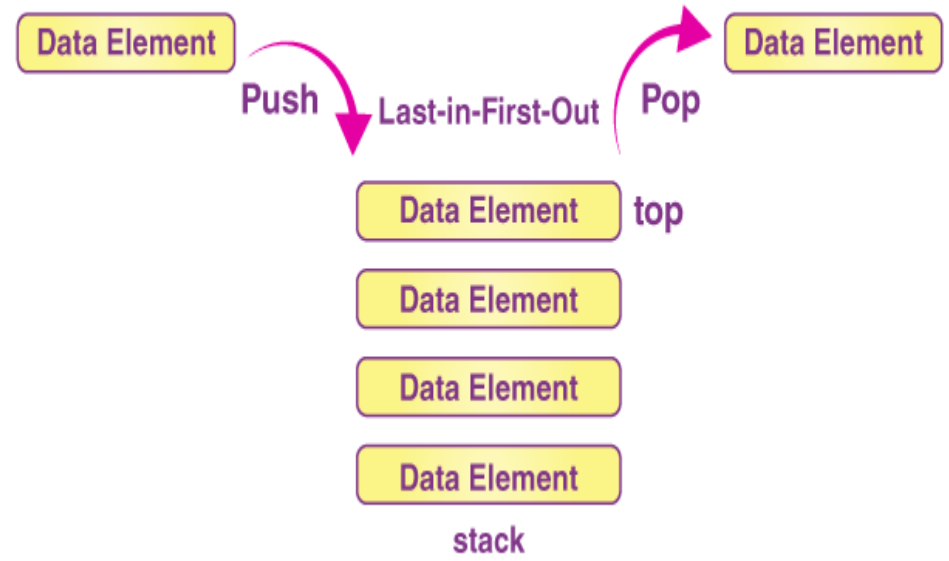 Data Element
Data Element
Push
Last-in-First-Out
Pop
Data Element
top
Data Element
Data Element
Data Element
stack